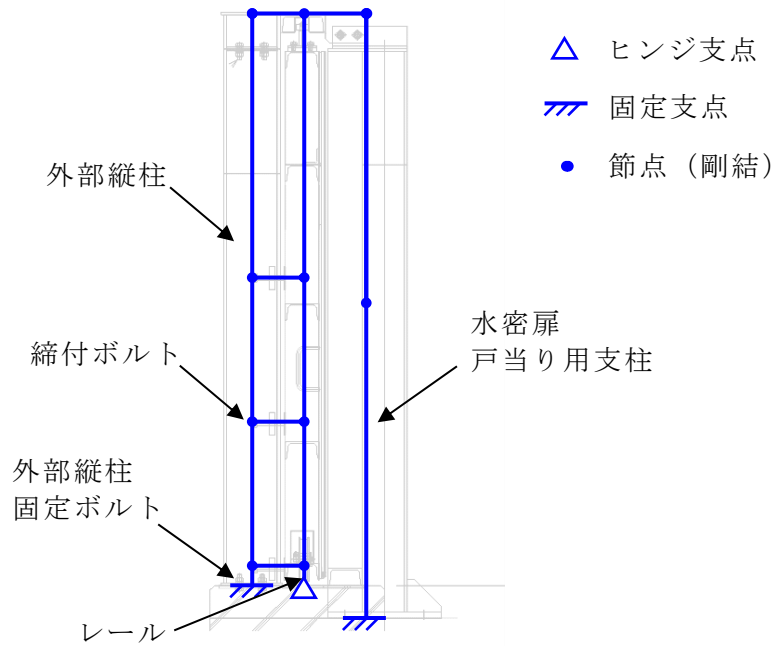 ヒンジ支点
固定支点
節点（剛結）
外部縦柱
締付ボルト
水密扉
戸当り用支柱
外部縦柱
固定ボルト
レール